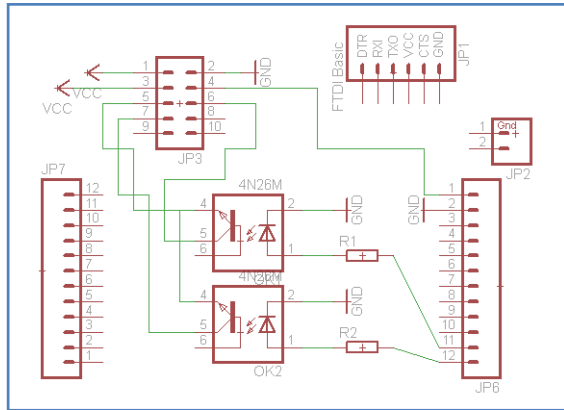 VCC
VCC
1
3
5
7
9
2
4
6
8
10
+
JP3
GND
FTDI Basic
DTR
RXI
TXO
VCC
CTS
GND
JP1
1
2
Gnd
+
JP2
JP7
12
11
10
9
8
7
6
5
4
3
2
1
4N26M
4
5
6
2
1
GND
R1
4N26M
4
5
6
2
1
GND
R2
OK2
GND
1
2
3
4
5
6
7
8
9
10
11
12
JP6